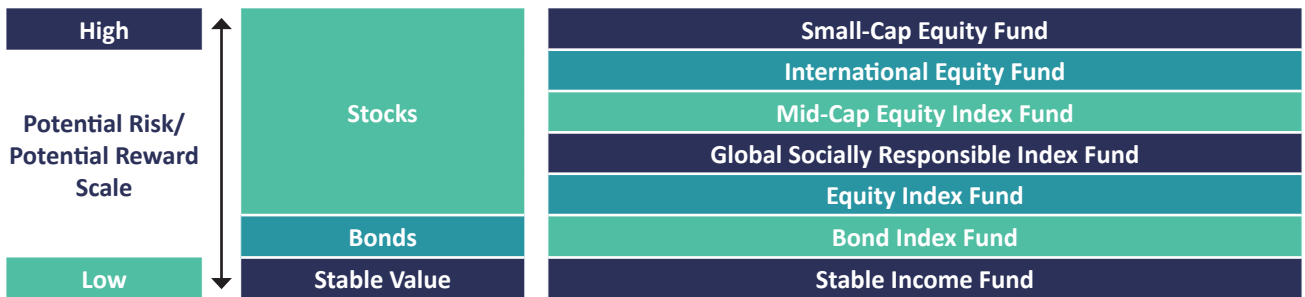 High
Potential Risk/
Potential Reward
Scale
Low
Stocks
Bonds
Stable Value
Small-Cap Equity Fund
International Equity Fund
Mid-Cap Equity Index Fund
Global Socially Responsible Index Fund
Equity Index Fund
Bond Index Fund
Stable Income Fund